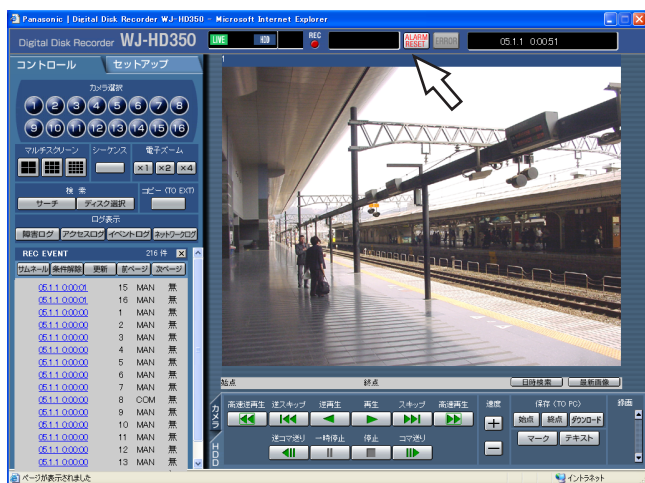 Panasonic | Digital Disk Recorder WJ-HD350 - Microsoft Internet Explorer
Digital Disk Recorder WJ-HD350
LIVE HDD REC ALARM RESET ERROR 05.1.1 0:00:51
コントロール セットアップ
1
カメラ選択
1 2 3 4 5 6 7 8
9 10 11 12 13 14 15 16
マルチスクリーン シーケンス 電子ズーム
×1 ×2 ×4
検 索 コピー (TO EXT)
サーチ ディスク選択
ログ表示
障害ログ アクセスログ イベントログ ネットワークログ
REC EVENT 216 件 X
サムネール 条件解除 更新 前ページ 次ページ
05.1.1 0:00:01 15 MAN 無
05.1.1 0:00:01 16 MAN 無
05.1.1 0:00:00 1 MAN 無
05.1.1 0:00:00 2 MAN 無
05.1.1 0:00:00 3 MAN 無
05.1.1 0:00:00 4 MAN 無
05.1.1 0:00:00 5 MAN 無
05.1.1 0:00:00 6 MAN 無
05.1.1 0:00:00 7 MAN 無
05.1.1 0:00:00 8 COM 無
05.1.1 0:00:00 9 MAN 無
05.1.1 0:00:00 10 MAN 無
05.1.1 0:00:00 11 MAN 無
05.1.1 0:00:00 12 MAN 無
05.1.1 0:00:00 13 MAN 無
始点 終点 日時検索 最新画像
カメラ
HDD
高速逆再生 逆スキップ 逆再生 再生 スキップ 高速再生 速度 保存 (TO PC) 録画
始点 終点 ダウンロード
逆コマ送り 一時停止 停止 コマ送り
マーク テキスト
ページが表示されました イントラネット